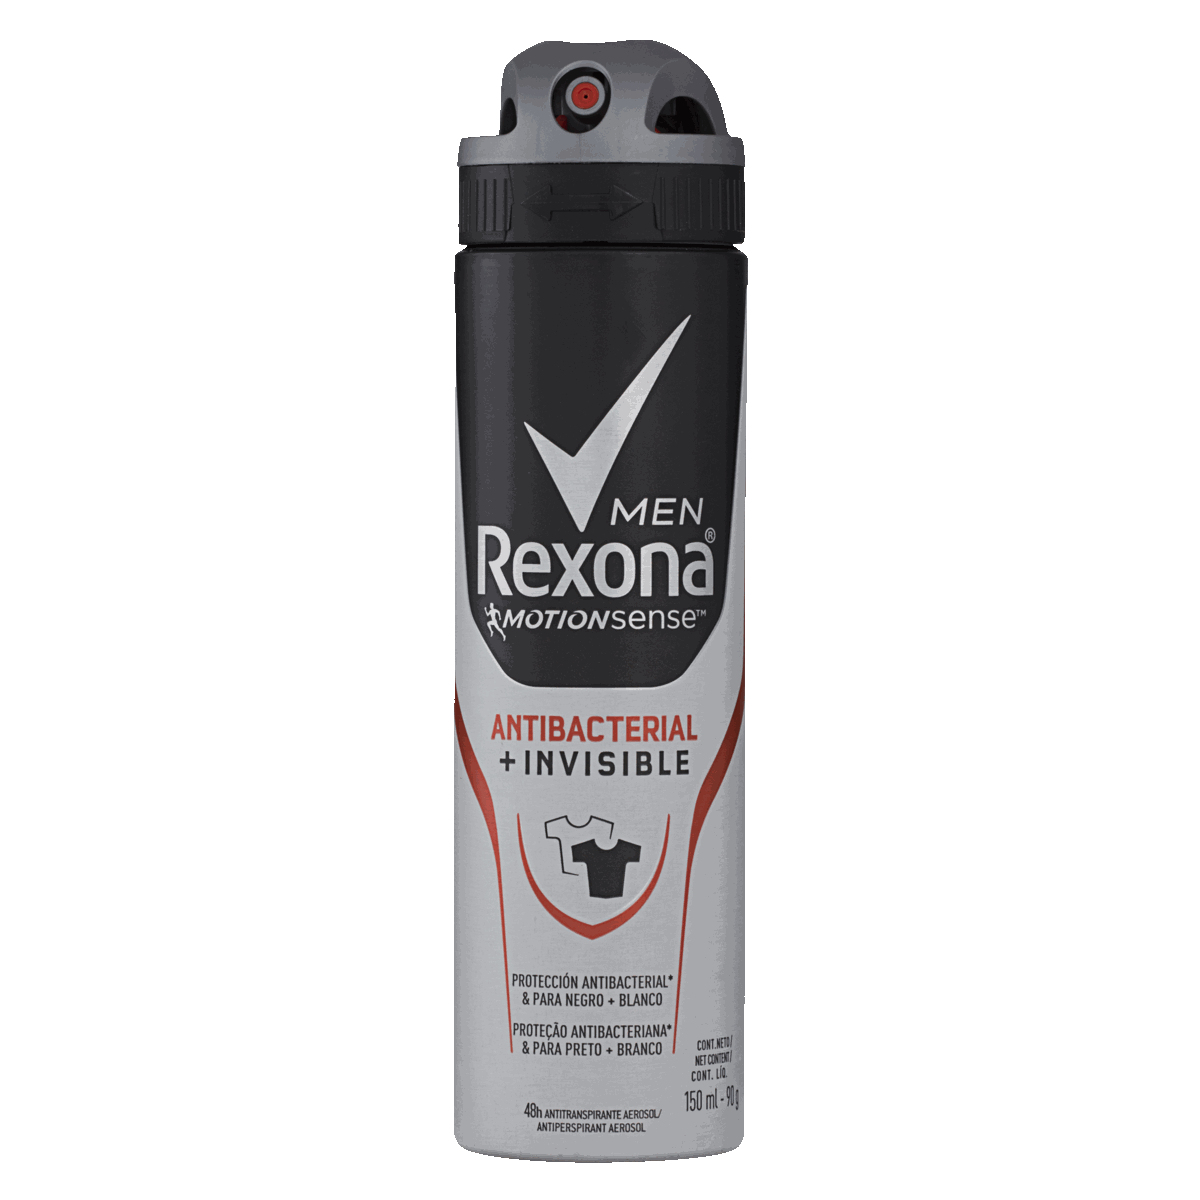 MEN
Rexona®
MOTIONsense™
ANTIBACTERIAL
+ INVISIBLE
PROTECCIÓN ANTIBACTERIAL*
& PARA NEGRO + BLANCO
PROTEÇÃO ANTIBACTERIANA*
& PARA PRETO + BRANCO
CONT.NETO/
NET CONTENT/
CONT. LÍQ.
150 ml - 90 g
48h ANTITRANSPIRANTE AEROSOL/
ANTIPERSPIRANT AEROSOL